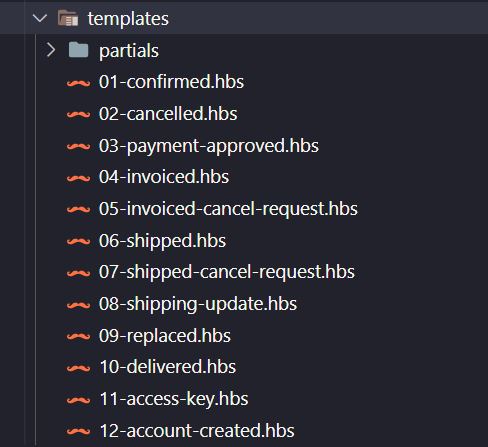 templates
partials
01-confirmed.hbs
02-cancelled.hbs
03-payment-approved.hbs
04-invoiced.hbs
05-invoiced-cancel-request.hbs
06-shipped.hbs
07-shipped-cancel-request.hbs
08-shipping-update.hbs
09-replaced.hbs
10-delivered.hbs
11-access-key.hbs
12-account-created.hbs